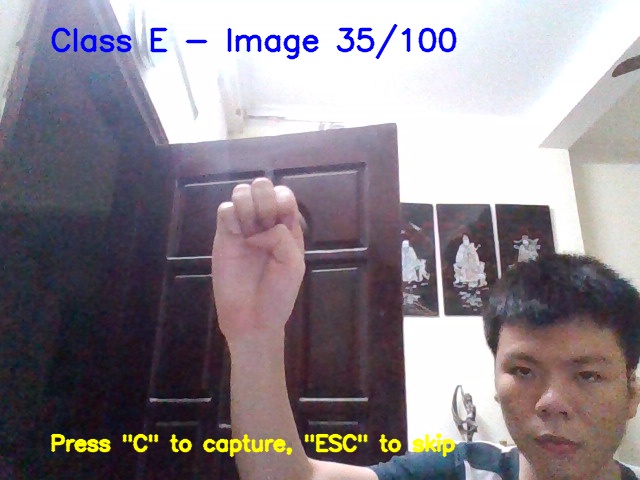 Class E - Image 35/100
Press "C" to capture, "ESC" to skip